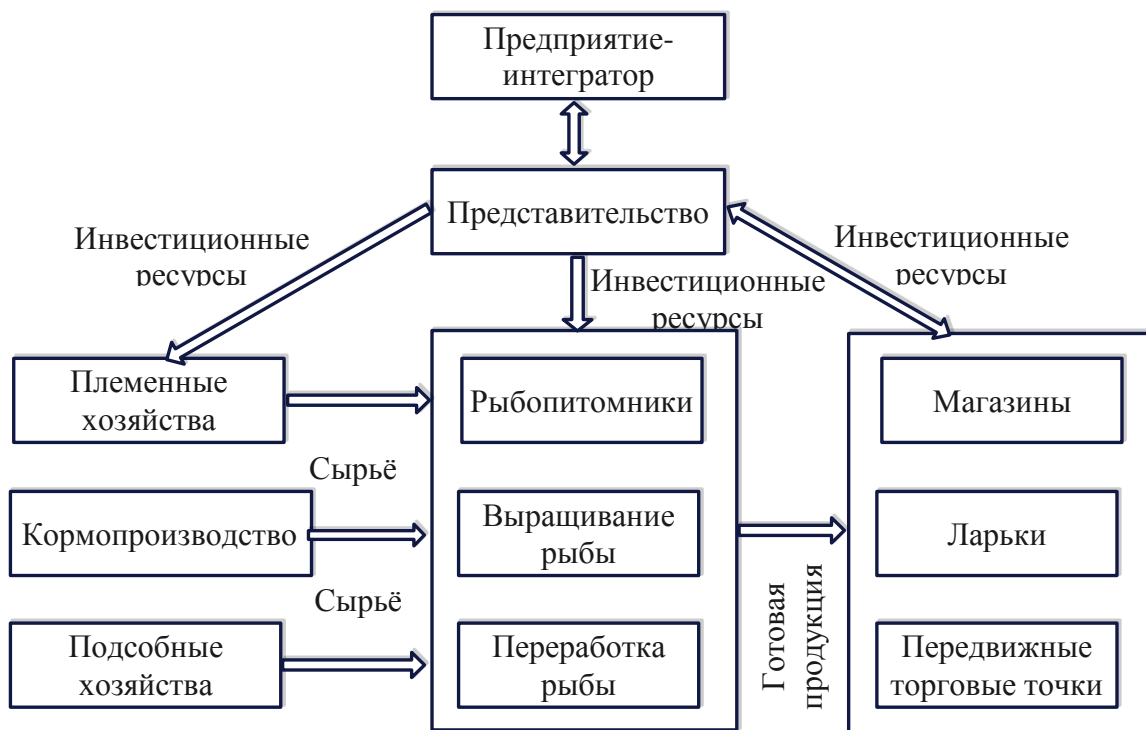 Предприятие-
интегратор
Представительство
Инвестиционные
ресурсы
Инвестиционные
ресурсы
Инвестиционные
ресурсы
Племенные
хозяйства
Рыбопитомники
Магазины
Сырьё
Кормопроизводство
Выращивание
рыбы
Ларьки
Сырьё
Подсобные
хозяйства
Переработка
рыбы
Готовая
продукция
Передвижные
торговые точки